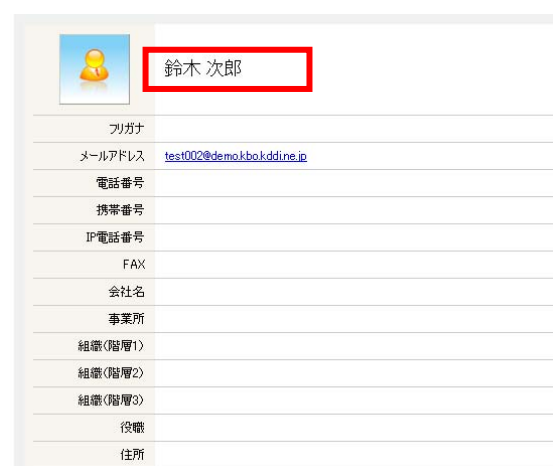 鈴木 次郎
フリガナ
メールアドレス test002@demo.kbo.kddi.ne.jp
電話番号
携帯番号
IP電話番号
FAX
会社名
事業所
組織(階層1)
組織(階層2)
組織(階層3)
役職
住所